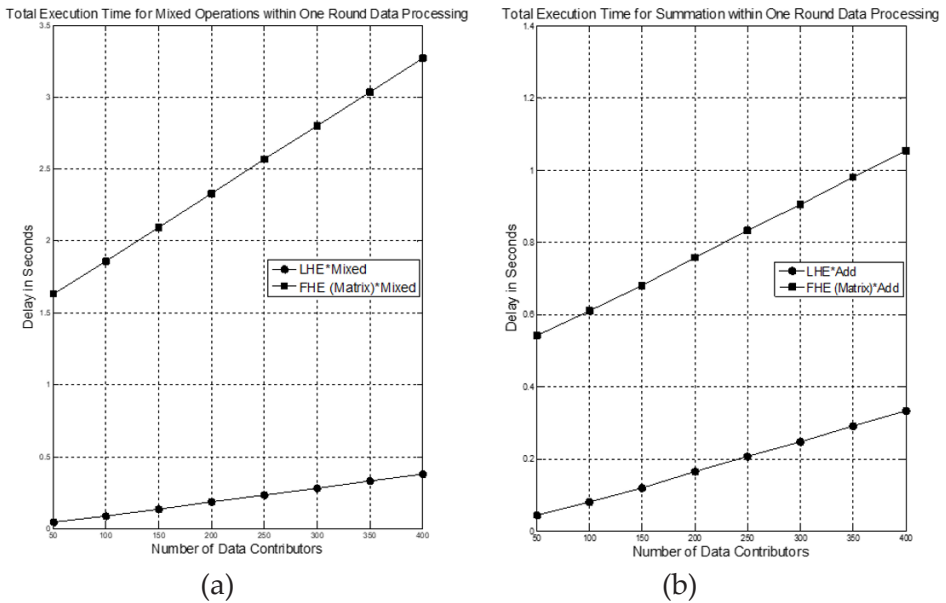 Total Execution Time for Mixed Operations within One Round Data Processing
3.5
3
2.5
2
1.5
1
0.5
0
Delay in Seconds
LHE*Mixed
FHE (Matrix)*Mixed
50 100 150 200 250 300 350 400
Number of Data Contributors
(a)
Total Execution Time for Summation within One Round Data Processing
1.4
1.2
1
0.8
0.6
0.4
0.2
0
Delay in Seconds
LHE*Add
FHE (Matrix)*Add
50 100 150 200 250 300 350 400
Number of Data Contributors
(b)